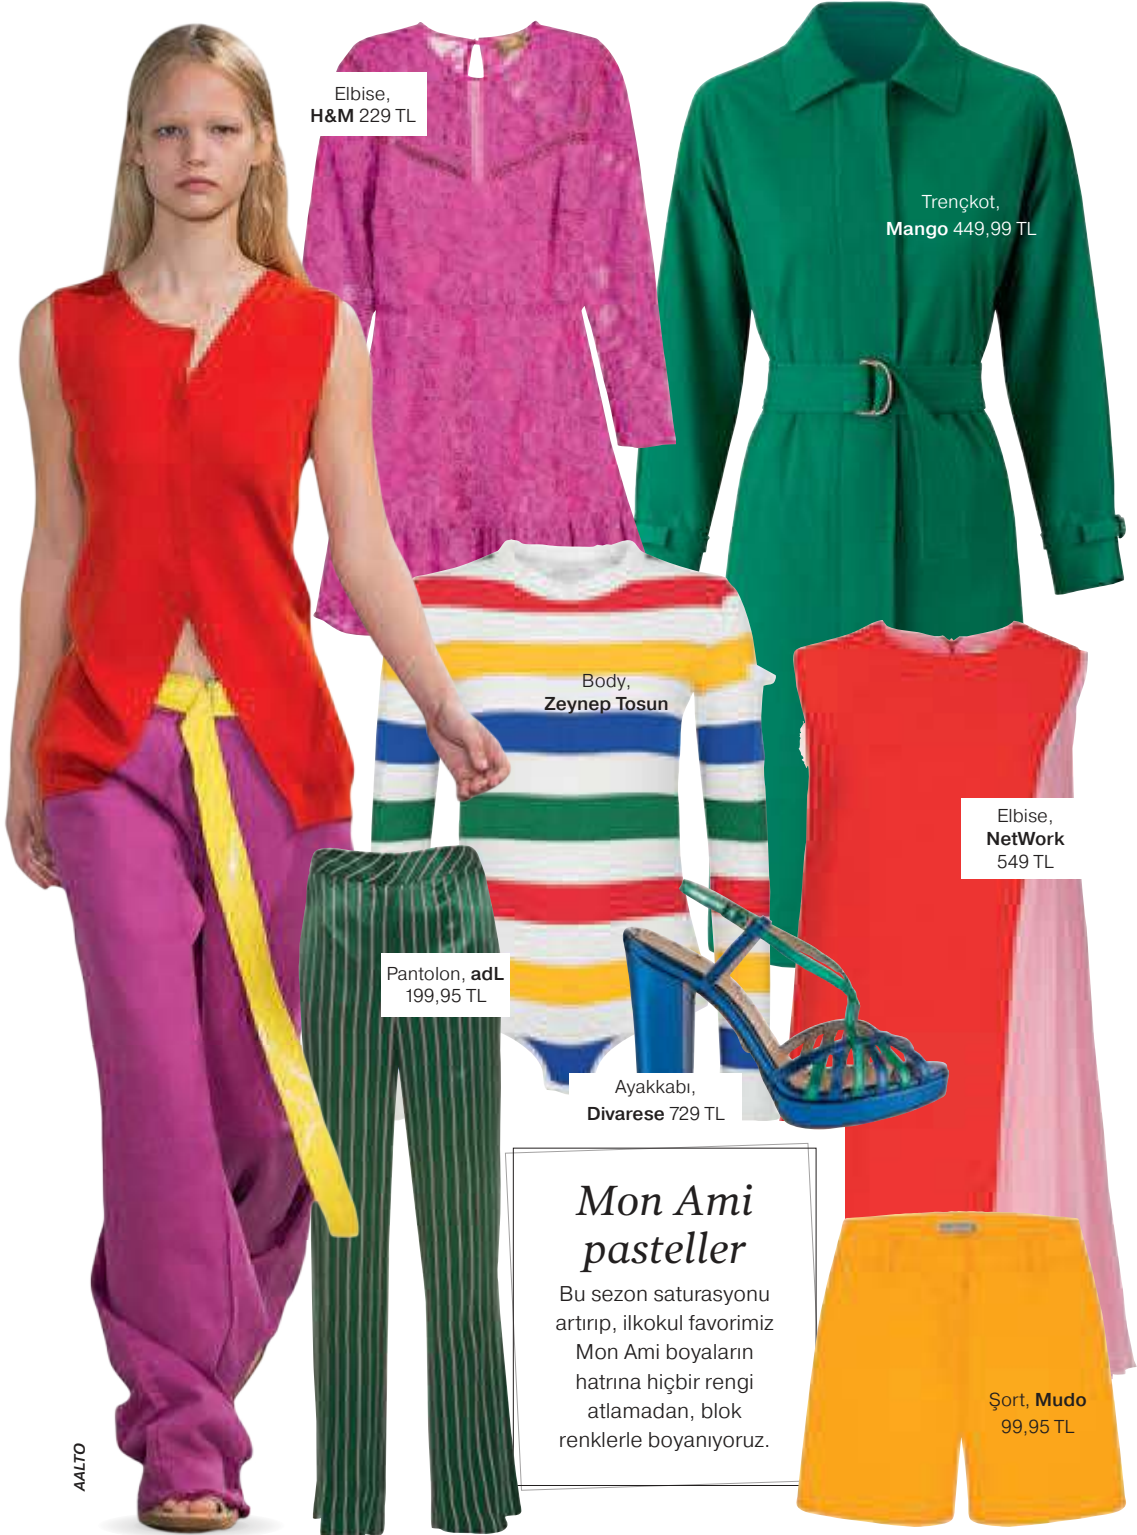 Elbise,
H&M 229 TL
Trençkot,
Mango 449,99 TL
Body,
Zeynep Tosun
Elbise,
NetWork
549 TL
Pantolon, adL
199,95 TL
Ayakkabı,
Divarese 729 TL
Mon Ami
pasteller
Bu sezon saturasyonu
artırıp, ilkokul favorimiz
Mon Ami boyaların
hatrına hiçbir rengi
atlamadan, blok
renklerle boyanıyoruz.
Şort, Mudo
99,95 TL
AALTO